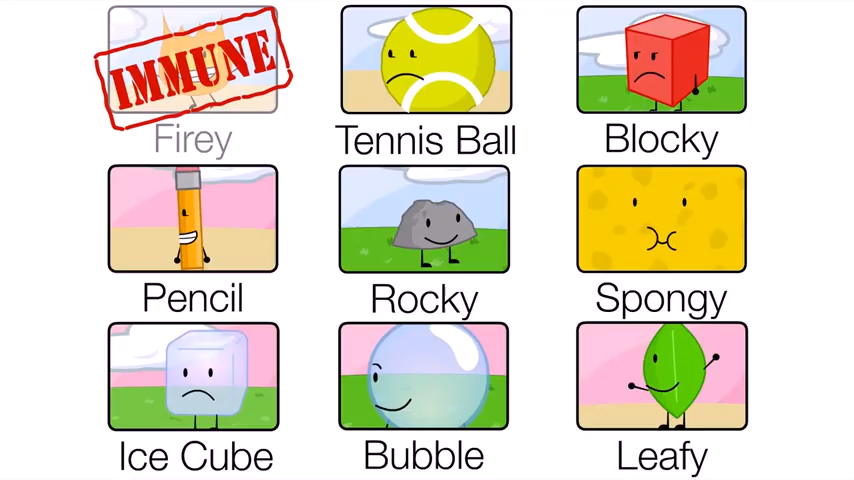 IMMUNE
Firey
Tennis Ball
Blocky
Pencil
Rocky
Spongy
Ice Cube
Bubble
Leafy